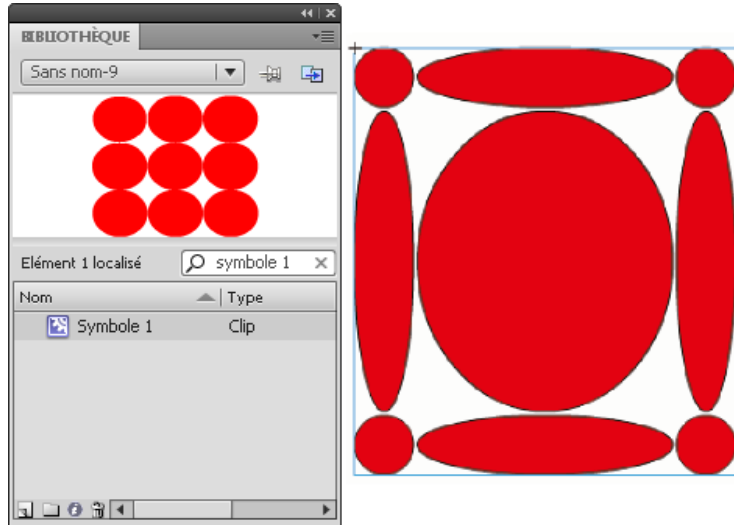 BIBLIOTHÈQUE
Sans nom-9
Elément 1 localisé
symbole 1
Nom
Type
Symbole 1
Clip